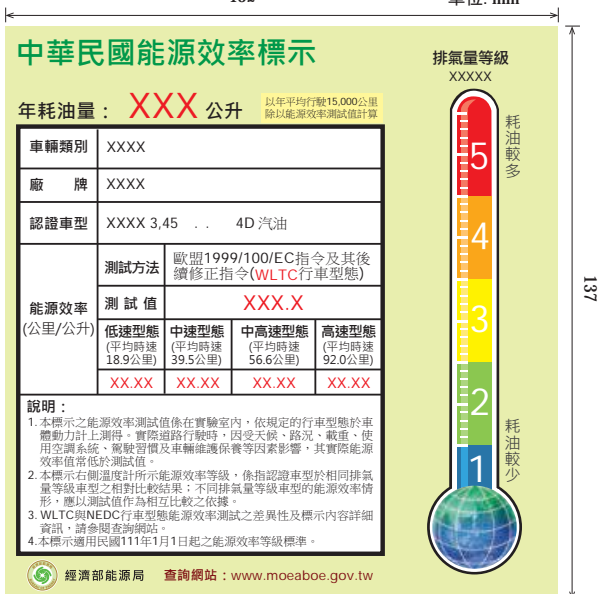 單位: mm
中華民國能源效率標示
年耗油量： XXX 公升
以年平均行駛15,000公里
除以能源效率測試值計算
車輛類別 XXXX
廠 牌 XXXX
認證車型 XXXX 3,45 . . 4D 汽油
能源效率
(公里/公升)
測試方法
歐盟1999/100/EC指令及其後
續修正指令(WLTC行車型態)
測 試 值 XXX.X
低速型態 中速型態 中高速型態 高速型態
(平均時速 (平均時速 (平均時速 (平均時速
18.9公里) 39.5公里) 56.6公里) 92.0公里)
XX.XX XX.XX XX.XX XX.XX
說明：
1.本標示之能源效率測試值係在實驗室內，依規定的行車型態於車
體動力計上測得。實際道路行駛時，因受天候、路況、載重、使
用空調系統、駕駛習慣及車輛維護保養等因素影響，其實際能源
效率值常低於測試值。
2.本標示右側溫度計所示能源效率等級，係指認證車型於相同排氣
量等級車型之相對比較結果；不同排氣量等級車型的能源效率情
形，應以測試值作為相互比較之依據。
3.WLTC與NEDC行車型態能源效率測試之差異性及標示內容詳細
資訊，請參閱查詢網站。
4.本標示適用民國111年1月1日起之能源效率等級標準。
經濟部能源局 查詢網站：www.moeaboe.gov.tw
排氣量等級
XXXXX
耗油較多
5
4
3
2
1
耗油較少
137